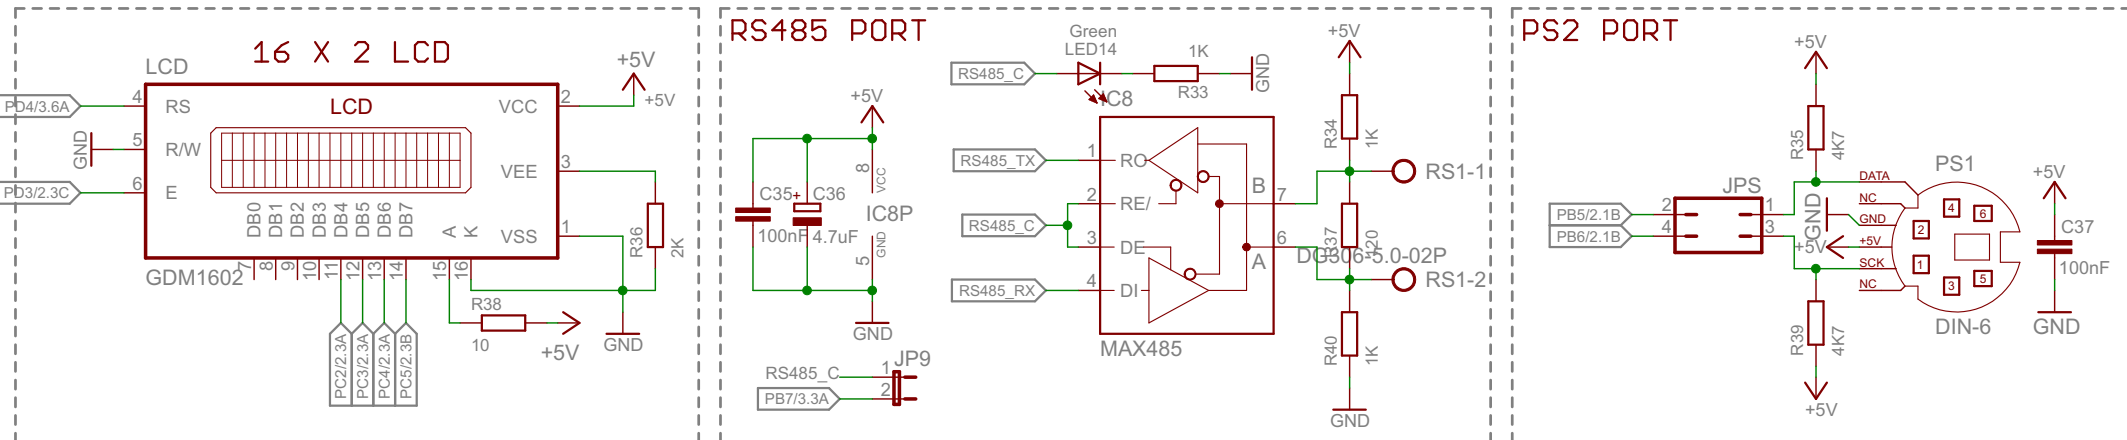 16 X 2 LCD
LCD
+5V
+5V
PD4/3.6A
4
RS
LCD
VCC
2
GND
5
R/W
VEE
3
PD3/2.3C
6
E
DB0
DB1
DB2
DB3
DB4
DB5
DB6
DB7
A
K
VSS
1
R36
2K
GDM1602
7
8
9
10
11
12
13
14
15
16
R38
10
+5V
GND
PC2/2.3A
PC3/2.3A
PC4/2.3A
PC5/2.3B
RS485 PORT
Green
LED14
RS485_C
1K
R33
GND
IC8
+5V
+5V
C35
+
C36
100nF
4.7uF
8
VCC
IC8P
GND
5
GND
RS485_TX
1
RO
RS485_C
2
RE/
3
DE
RS485_RX
4
DI
B
7
A
6
MAX485
R34
1K
RS1-1
R37
120
DG306-5.0-02P
RS1-2
R40
1K
GND
RS485_C
1
JP9
PB7/3.3A
2
PS2 PORT
+5V
R35
4K7
JPS
PB5/2.1B
2
1
PB6/2.1B
4
3
GND
+5V
DATA
NC
GND
+5V
SCK
NC
PS1
4
6
2
1
3
5
DIN-6
R39
4K7
+5V
+5V
C37
100nF
GND